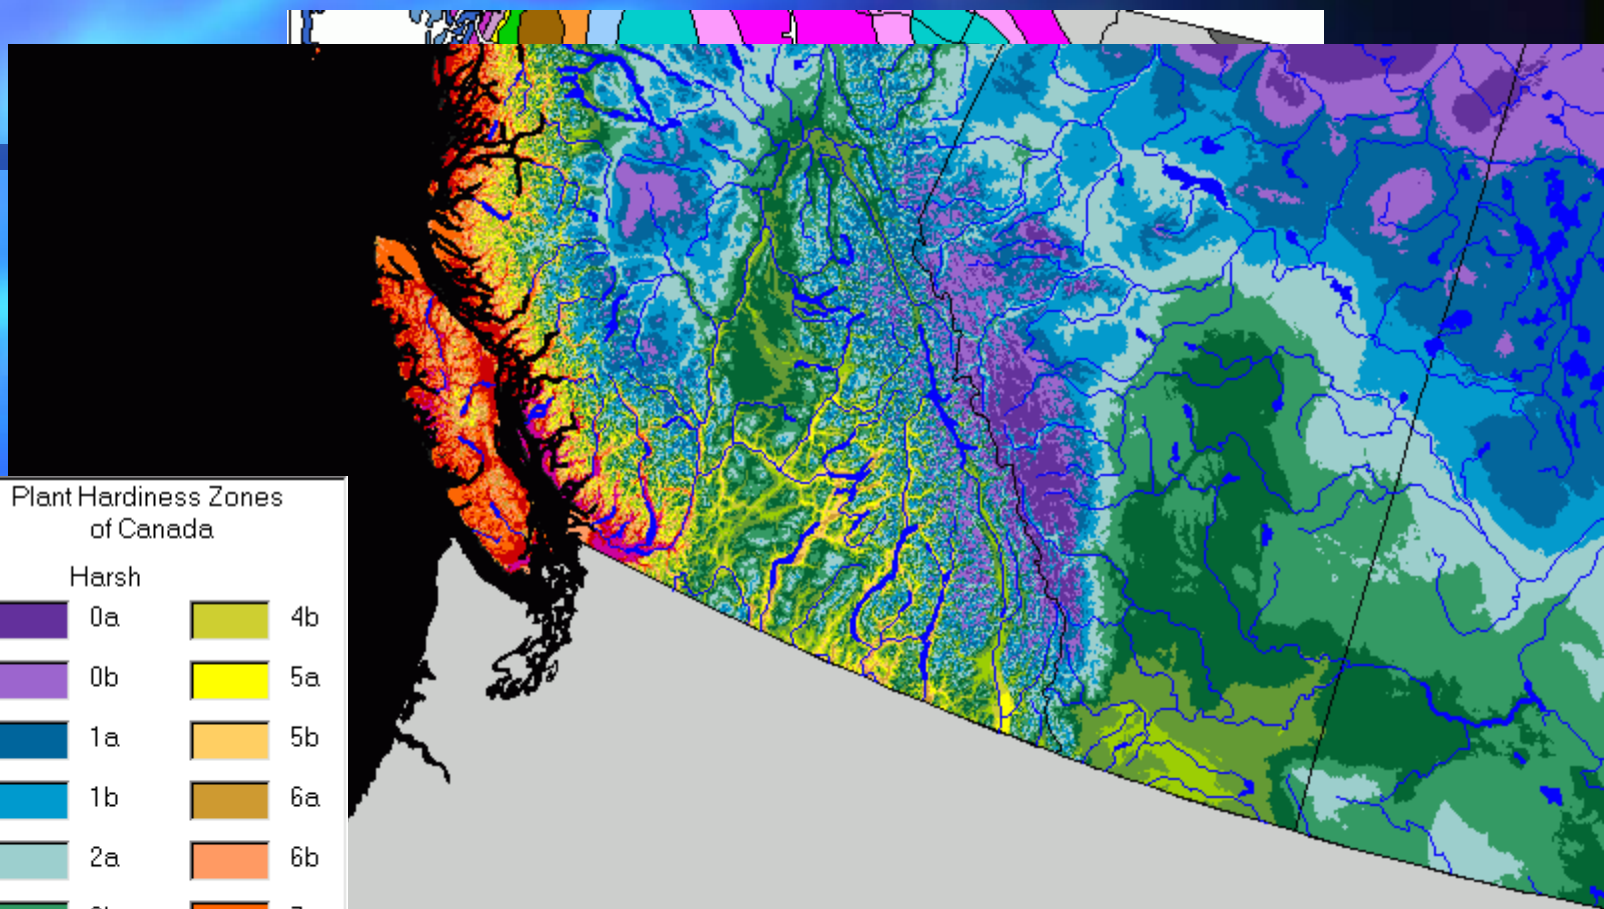 Plant Hardiness Zones
of Canada
Harsh
0a 4b
0b 5a
1a 5b
1b 6a
2a 6b